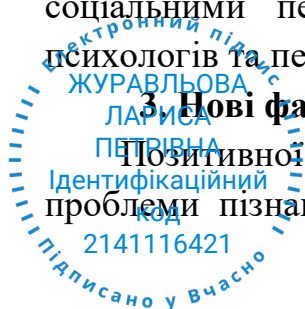 соціальними пе
психологів та пе
3. Нові фа
Позитивної
проблеми пізна
Електронний підпис
ЖУРАВЛЬОВА
ЛАРИСА
ПЕТРІВНА
Ідентифікаційний
код
2141116421
Підписано у Вчасно